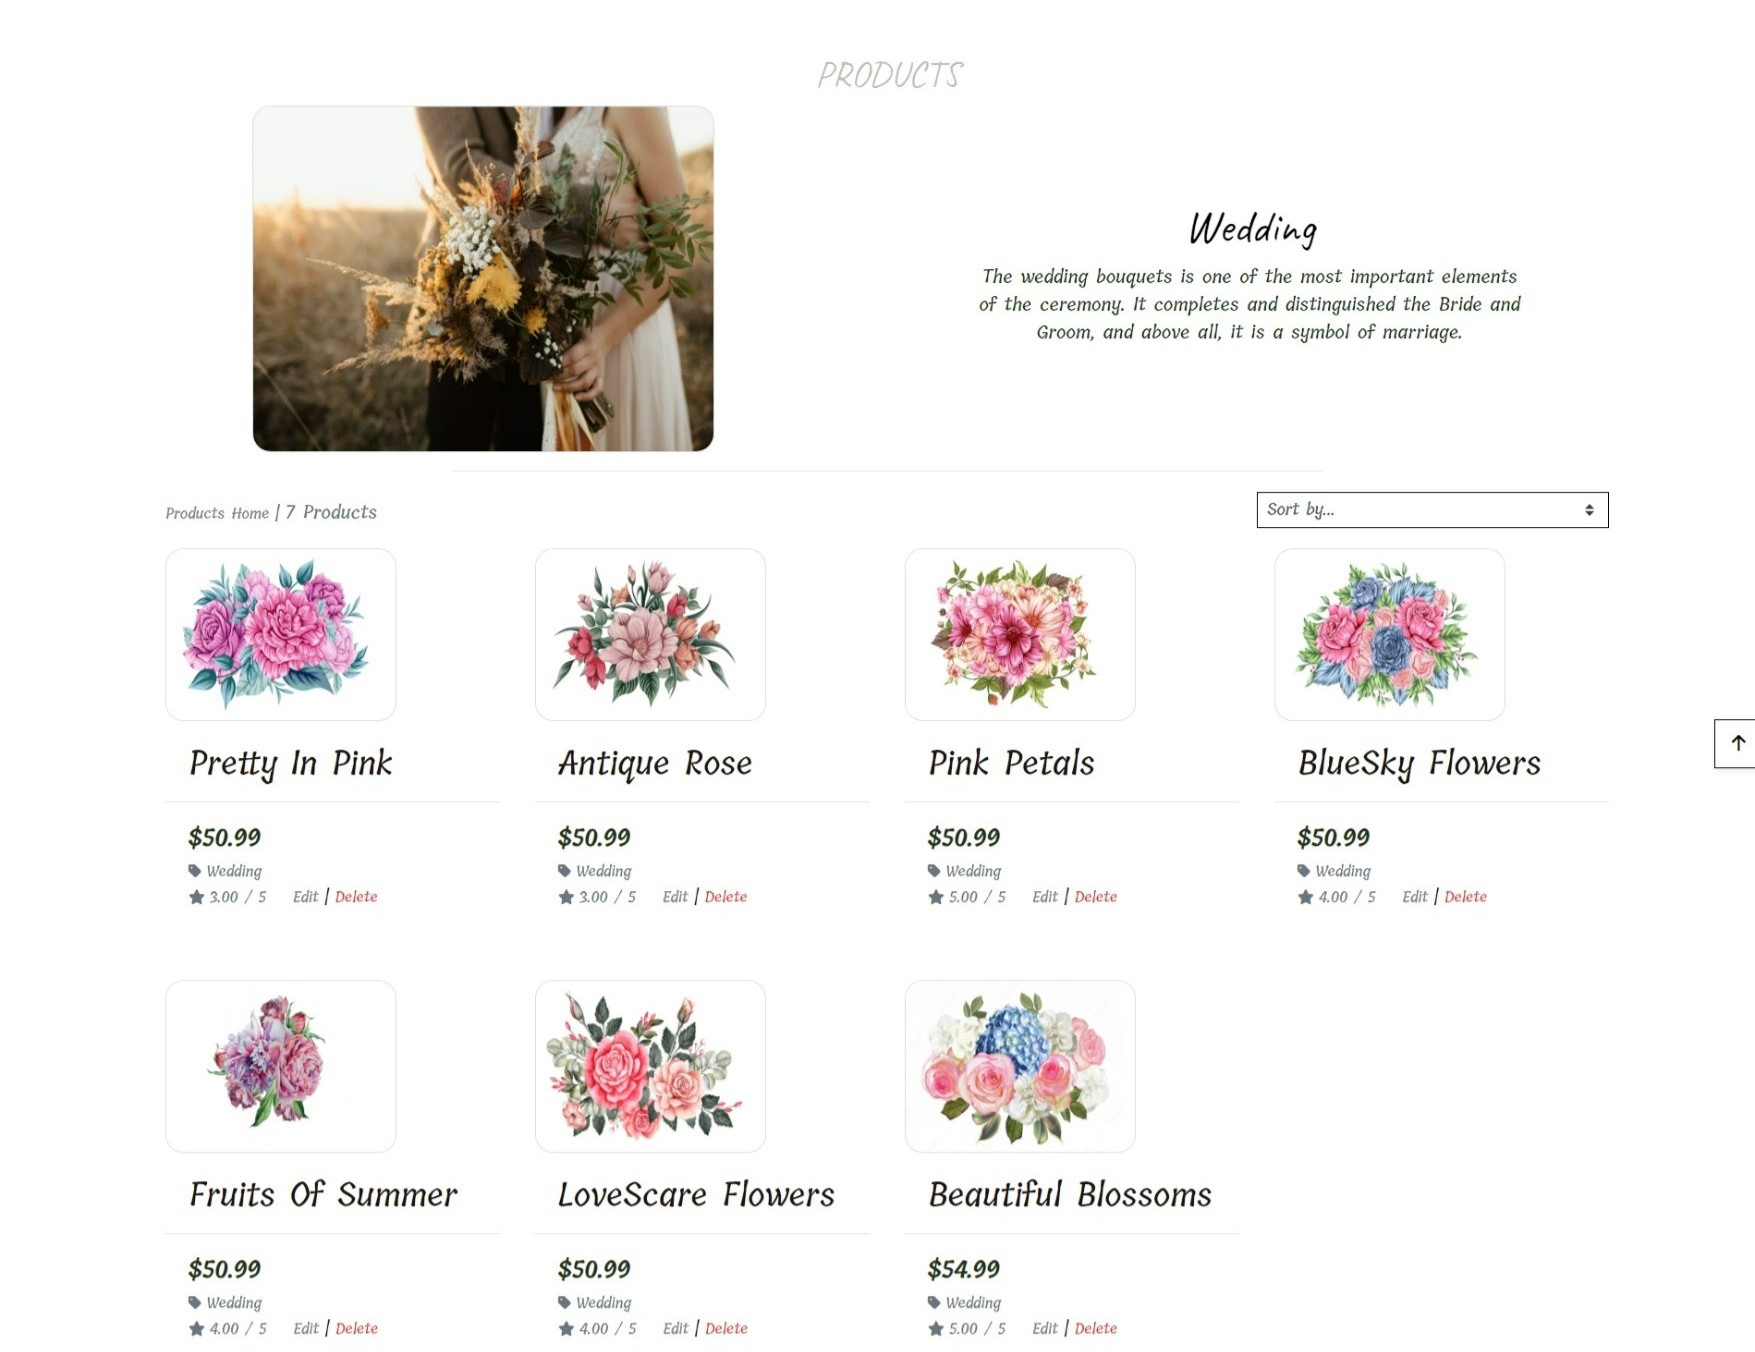 PRODUCTS
Wedding
The wedding bouquets is one of the most important elements
of the ceremony. It completes and distinguished the Bride and
Groom, and above all, it is a symbol of marriage.
Products Home | 7 Products
Sort by...
Pretty In Pink
$50.99
Wedding
3.00 / 5 Edit | Delete
Antique Rose
$50.99
Wedding
3.00 / 5 Edit | Delete
Pink Petals
$50.99
Wedding
5.00 / 5 Edit | Delete
BlueSky Flowers
$50.99
Wedding
4.00 / 5 Edit | Delete
Fruits Of Summer
$50.99
Wedding
4.00 / 5 Edit | Delete
LoveScare Flowers
$50.99
Wedding
4.00 / 5 Edit | Delete
Beautiful Blossoms
$54.99
Wedding
5.00 / 5 Edit | Delete